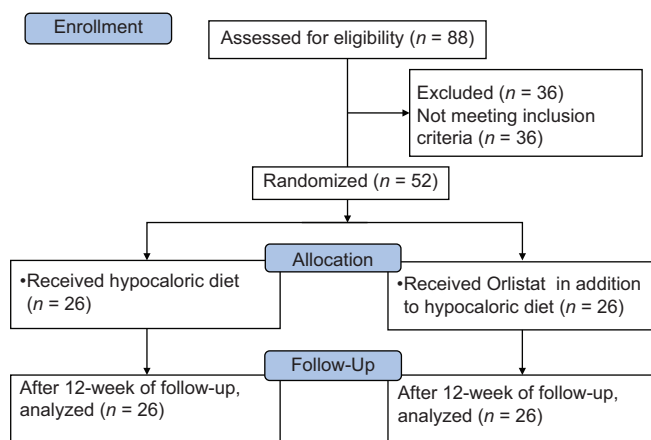 Enrollment
Assessed for eligibility (n = 88)
Excluded (n = 36)
Not meeting inclusion
criteria (n = 36)
Randomized (n = 52)
Allocation
•Received hypocaloric diet
(n = 26)
•Received Orlistat in addition
to hypocaloric diet (n = 26)
Follow-Up
After 12-week of follow-up,
analyzed (n = 26)
After 12-week of follow-up,
analyzed (n = 26)